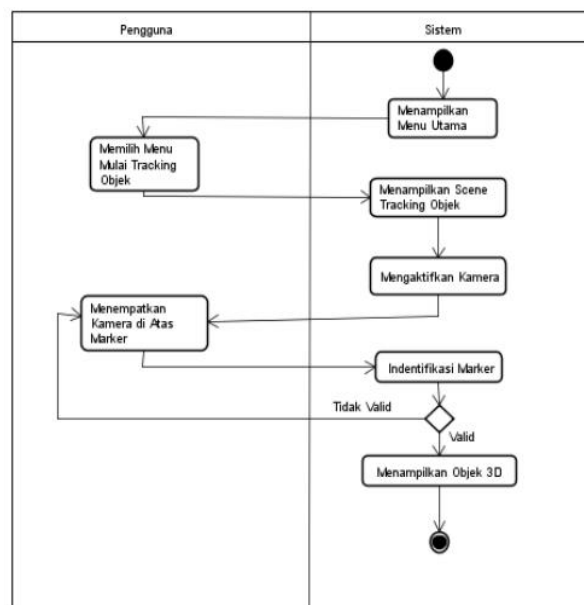 Pengguna
Sistem
Menampilkan
Menu Utama
Memilih Menu
Mulai Tracking
Objek
Menampilkan Scene
Tracking Objek
Mengaktifkan Kamera
Menempatkan
Kamera di Atas
Marker
Indentifikasi Marker
Tidak Valid
Valid
Menampilkan Objek 3D